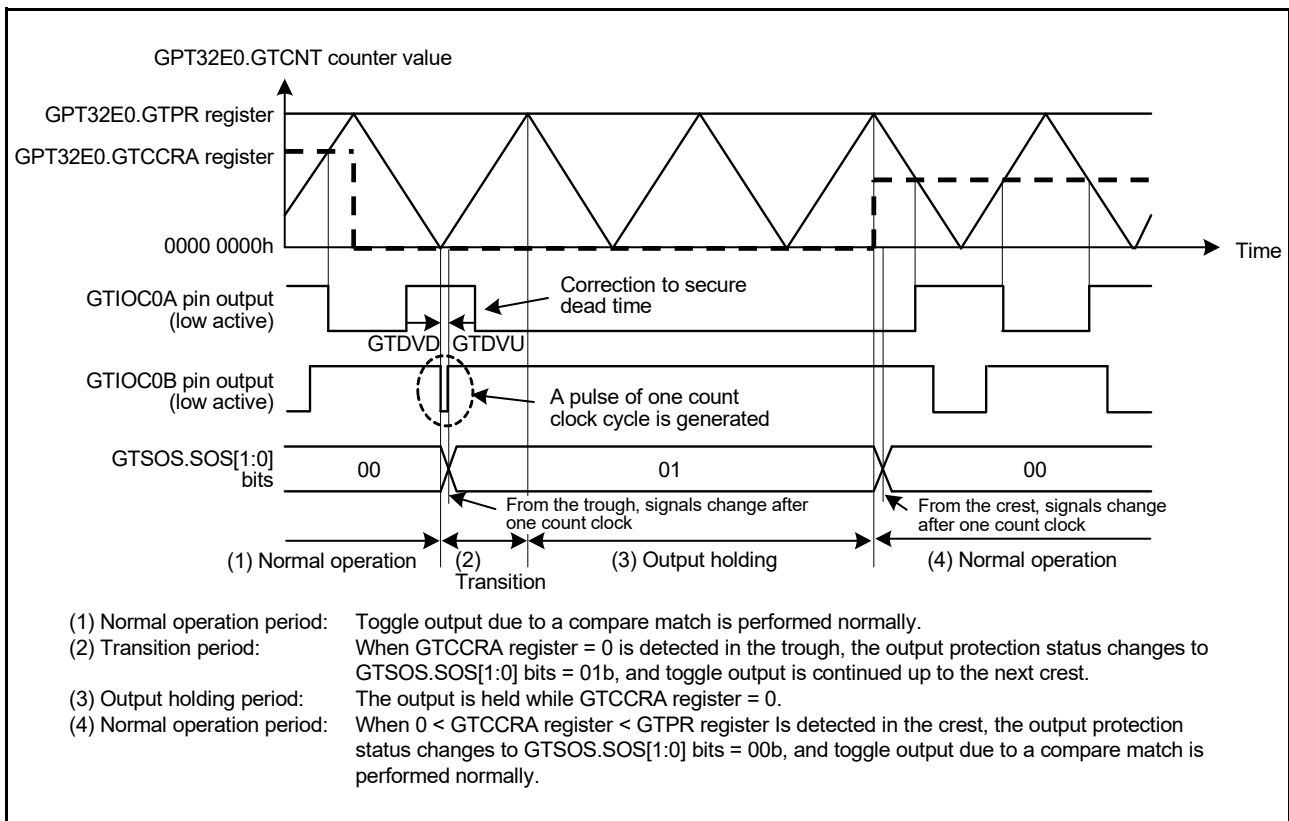 GPT32E0.GTCNT counter value
GPT32E0.GTPR register
GPT32E0.GTCCRA register
0000 0000h
Time
GTIOC0A pin output
(low active)
Correction to secure
dead time
GTDVD
GTDVU
GTIOC0B pin output
(low active)
A pulse of one count
clock cycle is generated
GTSOS.SOS[1:0]
bits
00
01
00
From the trough, signals change after
one count clock
From the crest, signals change
after one count clock
(1) Normal operation
(2)
Transition
(3) Output holding
(4) Normal operation
(1) Normal operation period: Toggle output due to a compare match is performed normally.
(2) Transition period: When GTCCRA register = 0 is detected in the trough, the output protection status changes to
GTSOS.SOS[1:0] bits = 01b, and toggle output is continued up to the next crest.
(3) Output holding period: The output is held while GTCCRA register = 0.
(4) Normal operation period: When 0 < GTCCRA register < GTPR register Is detected in the crest, the output protection
status changes to GTSOS.SOS[1:0] bits = 00b, and toggle output due to a compare match is
performed normally.